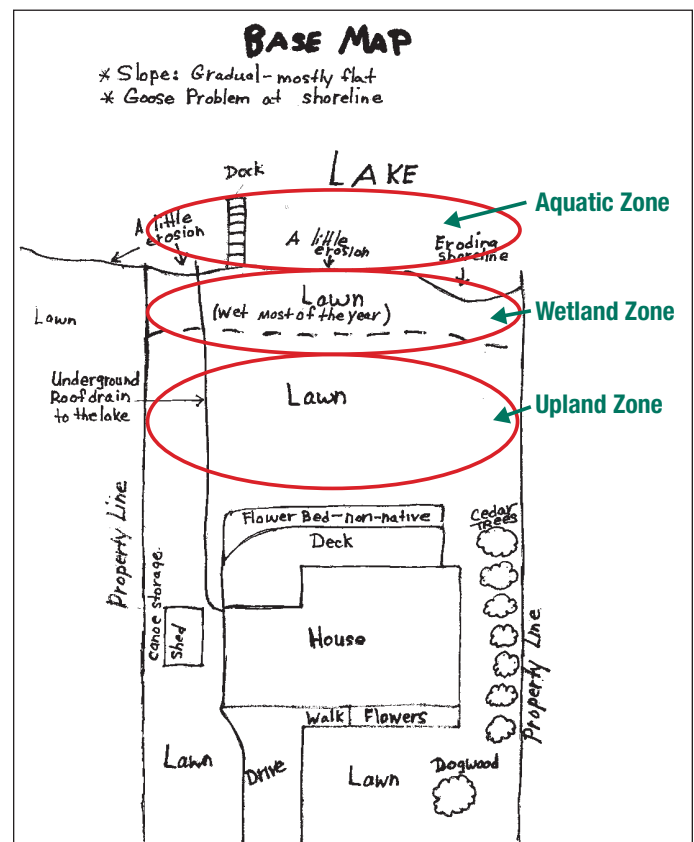 BASE MAP
* Slope: Gradual-mostly flat
* Goose Problem at shoreline
LAKE
Dock
Aquatic Zone
A little
erosion
A little
erosion
Eroding
shoreline
Lawn
Lawn
(wet most of the year)
Wetland Zone
Underground
Roof drain
to the lake
Lawn
Upland Zone
Property Line
Flower Bed-non-native
Deck
Cedar
Trees
canoe storage
Shed
House
Property Line
Walk
Flowers
Lawn
Drive
Lawn
Dogwood